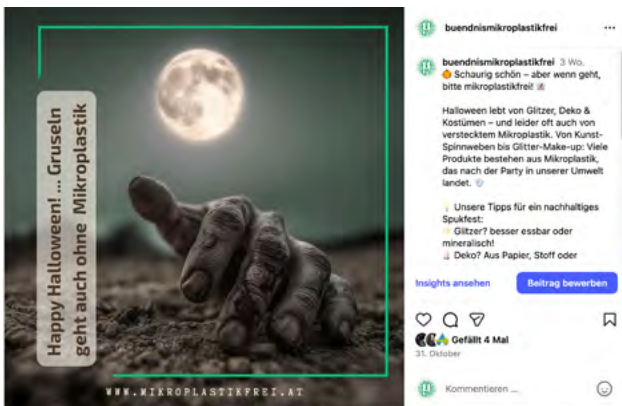 Happy Halloween! ... Gruseln
geht auch ohne Mikroplastik
WWW.MIKROPLASTIKFREI.AT
buendnismikroplastikfrei
buendnismikroplastikfrei 3 Wo.
Schaurig schön – aber wenn geht,
bitte mikroplastikfrei!
Halloween lebt von Glitzer, Deko &
Kostümen – und leider oft auch von
verstecktem Mikroplastik. Von Kunst-
Spinnweben bis Glitter-Make-up: Viele
Produkte bestehen aus Mikroplastik,
das nach der Party in unserer Umwelt
landet.
Unsere Tipps für ein nachhaltiges
Spukfest:
Glitzer? besser essbar oder
mineralisch!
Deko? Aus Papier, Stoff oder
Insights ansehen
Beitrag bewerben
Gefällt 4 Mal
31. Oktober
Kommentieren ...